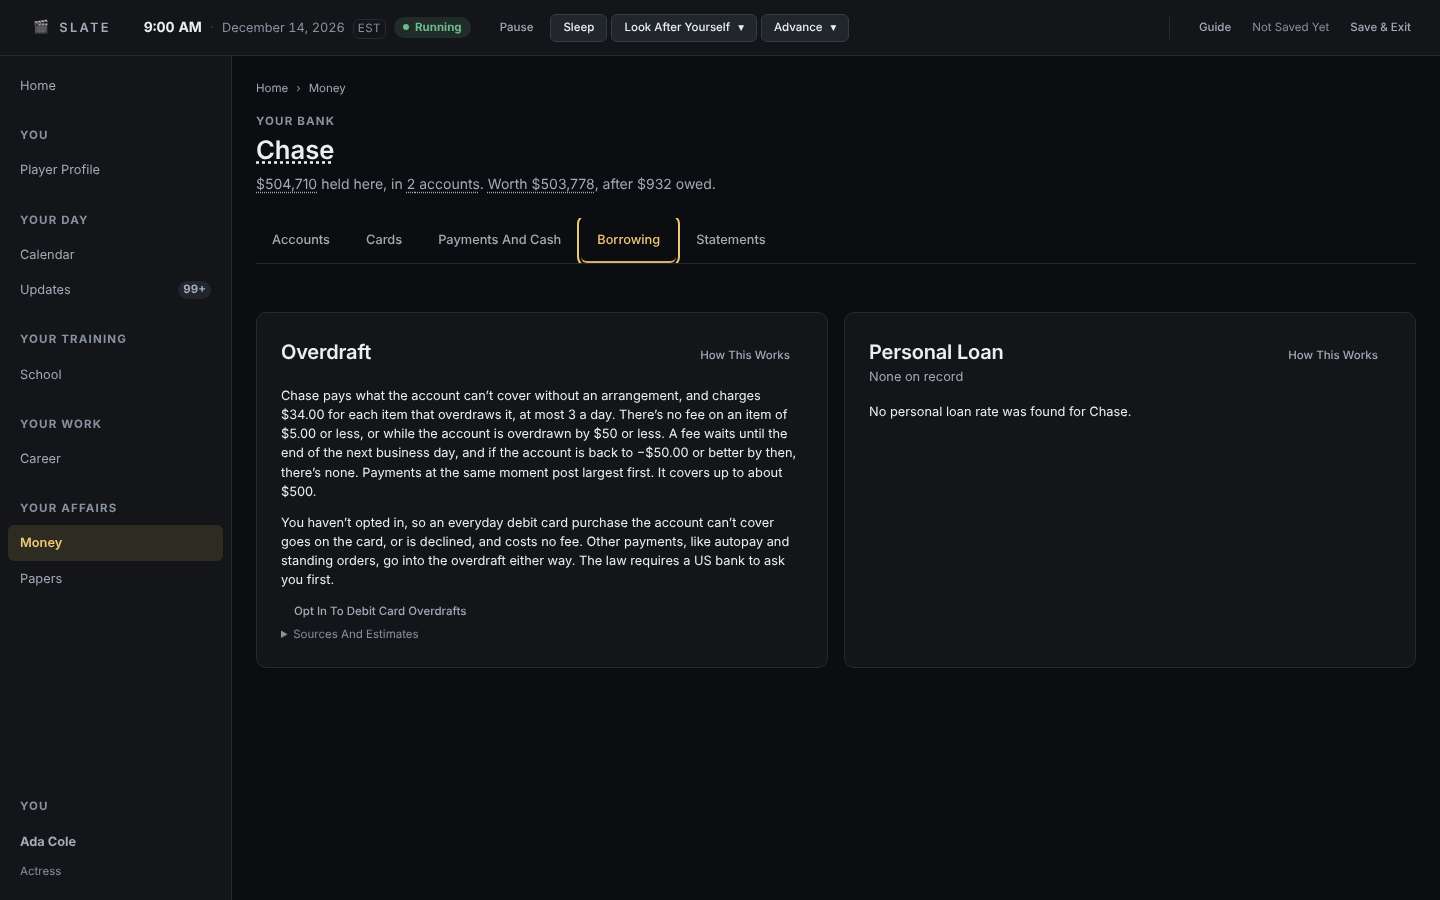 SLATE
9:00 AM · December 14, 2026 EST Running
Pause
Sleep
Look After Yourself ▾
Advance ▾
Guide
Not Saved Yet
Save & Exit
Home
YOU
Player Profile
YOUR DAY
Calendar
Updates 99+
YOUR TRAINING
School
YOUR WORK
Career
YOUR AFFAIRS
Money
Papers
YOU
Ada Cole
Actress
Home › Money
YOUR BANK
Chase
$504,710 held here, in 2 accounts. Worth $503,778, after $932 owed.
Accounts
Cards
Payments And Cash
Borrowing
Statements
Overdraft
How This Works
Chase pays what the account can’t cover without an arrangement, and charges
$34.00 for each item that overdraws it, at most 3 a day. There’s no fee on an item of
$5.00 or less, or while the account is overdrawn by $50 or less. A fee waits until the
end of the next business day, and if the account is back to −$50.00 or better by then,
there’s none. Payments at the same moment post largest first. It covers up to about
$500.
You haven’t opted in, so an everyday debit card purchase the account can’t cover
goes on the card, or is declined, and costs no fee. Other payments, like autopay and
standing orders, go into the overdraft either way. The law requires a US bank to ask
you first.
Opt In To Debit Card Overdrafts
▶ Sources And Estimates
Personal Loan
How This Works
None on record
No personal loan rate was found for Chase.